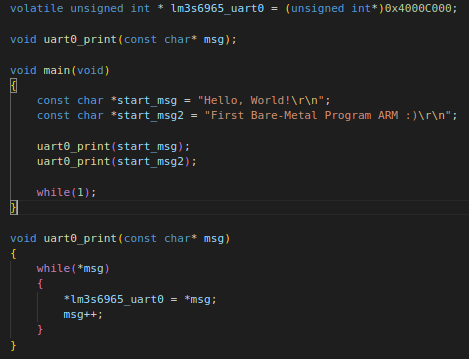 volatile unsigned int * lm3s6965_uart0 = (unsigned int*)0x4000C000;
void uart0_print(const char* msg);
void main(void)
{
const char *start_msg = "Hello, World!\r\n";
const char *start_msg2 = "First Bare-Metal Program ARM :)\r\n";
uart0_print(start_msg);
uart0_print(start_msg2);
while(1);
}
void uart0_print(const char* msg)
{
while(*msg)
{
*lm3s6965_uart0 = *msg;
msg++;
}
}